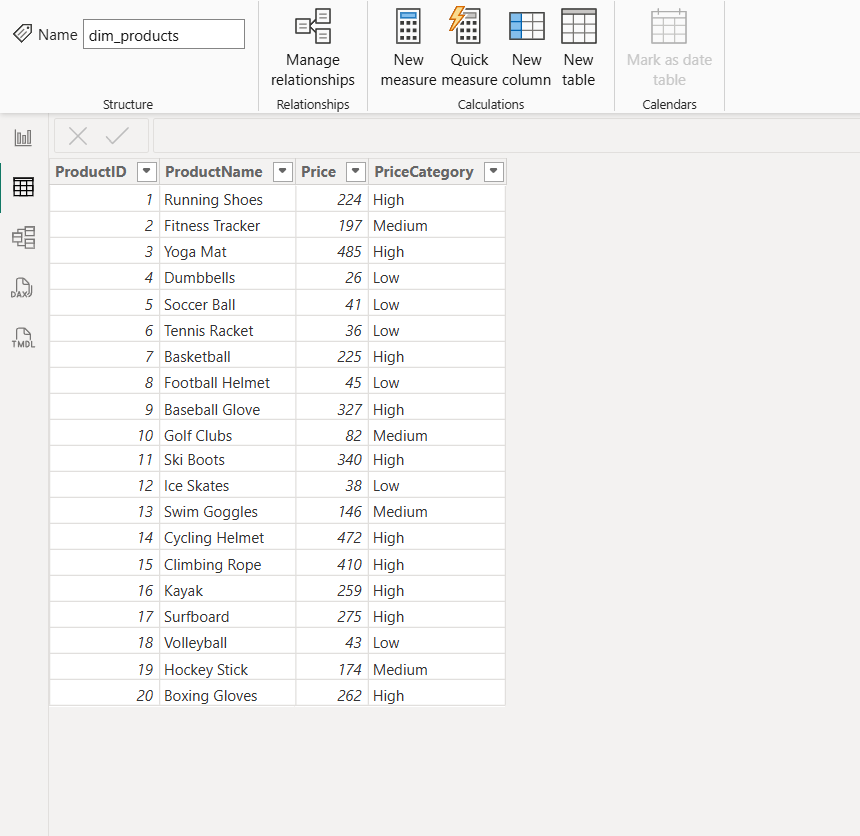 Name dim_products
Manage relationships
New measure
Quick measure
New column
New table
Mark as date table
Structure Relationships Calculations Calendars
DAX
TMDL
ProductID ProductName Price PriceCategory
1 Running Shoes 224 High
2 Fitness Tracker 197 Medium
3 Yoga Mat 485 High
4 Dumbbells 26 Low
5 Soccer Ball 41 Low
6 Tennis Racket 36 Low
7 Basketball 225 High
8 Football Helmet 45 Low
9 Baseball Glove 327 High
10 Golf Clubs 82 Medium
11 Ski Boots 340 High
12 Ice Skates 38 Low
13 Swim Goggles 146 Medium
14 Cycling Helmet 472 High
15 Climbing Rope 410 High
16 Kayak 259 High
17 Surfboard 275 High
18 Volleyball 43 Low
19 Hockey Stick 174 Medium
20 Boxing Gloves 262 High